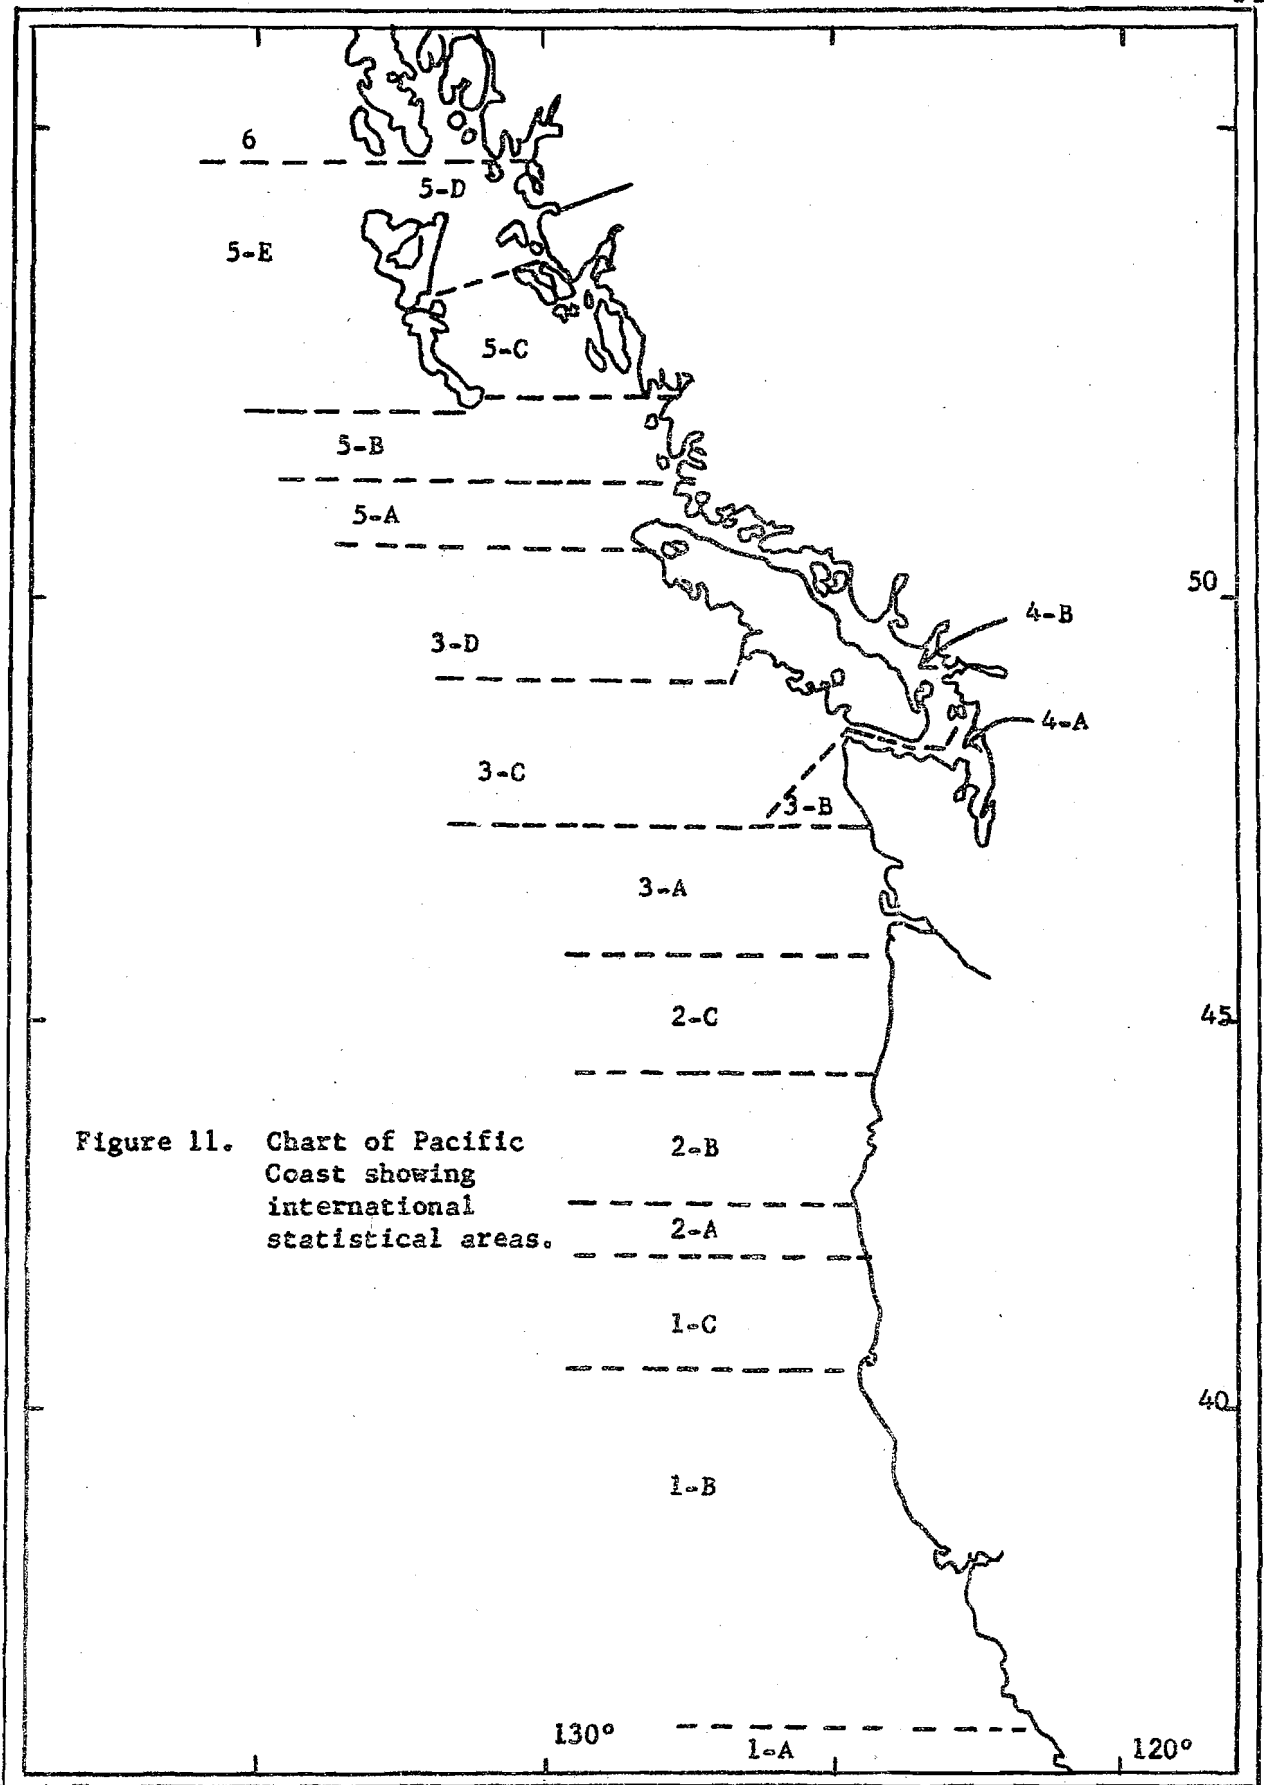 6
5-D
5-E
5-C
5-B
5-A
50
4-B
3-D
4-A
3-C
3-B
3-A
2-C
45
Figure 11. Chart of Pacific
Coast showing
international
statistical areas.
2-B
2-A
1-C
40
1-B
130°
1-A
120°